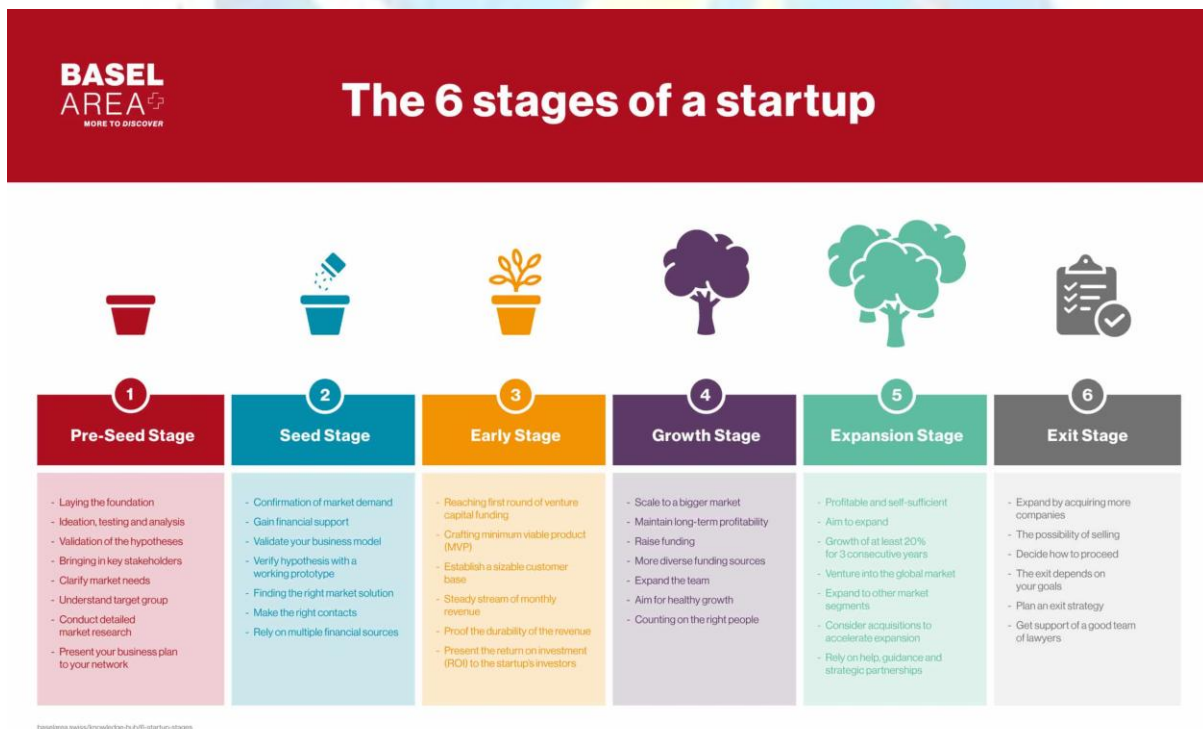 BASEL
AREA
MORE TO DISCOVER
The 6 stages of a startup
1
Pre-Seed Stage
- Laying the foundation
- Ideation, testing and analysis
- Validation of the hypotheses
- Bringing in key stakeholders
- Clarify market needs
- Understand target group
- Conduct detailed
market research
- Present your business plan
to your network
2
Seed Stage
- Confirmation of market demand
- Gain financial support
- Validate your business model
- Verify hypothesis with a
working prototype
- Finding the right market solution
- Make the right contacts
- Rely on multiple financial sources
3
Early Stage
- Reaching first round of venture
capital funding
- Crafting minimum viable product
(MVP)
- Establish a sizable customer
base
- Steady stream of monthly
revenue
- Proof the durability of the revenue
- Present the return on investment
(ROI) to the startup's investors
4
Growth Stage
- Scale to a bigger market
- Maintain long-term profitability
- Raise funding
- More diverse funding sources
- Expand the team
- Aim for healthy growth
- Counting on the right people
5
Expansion Stage
- Profitable and self-sufficient
- Aim to expand
- Growth of at least 20%
for 3 consecutive years
- Venture into the global market
- Expand to other market
segments
- Consider acquisitions to
accelerate expansion
- Rely on help, guidance and
strategic partnerships
6
Exit Stage
- Expand by acquiring more
companies
- The possibility of selling
- Decide how to proceed
- The exit depends on
your goals
- Plan an exit strategy
- Get support of a good team
of lawyers